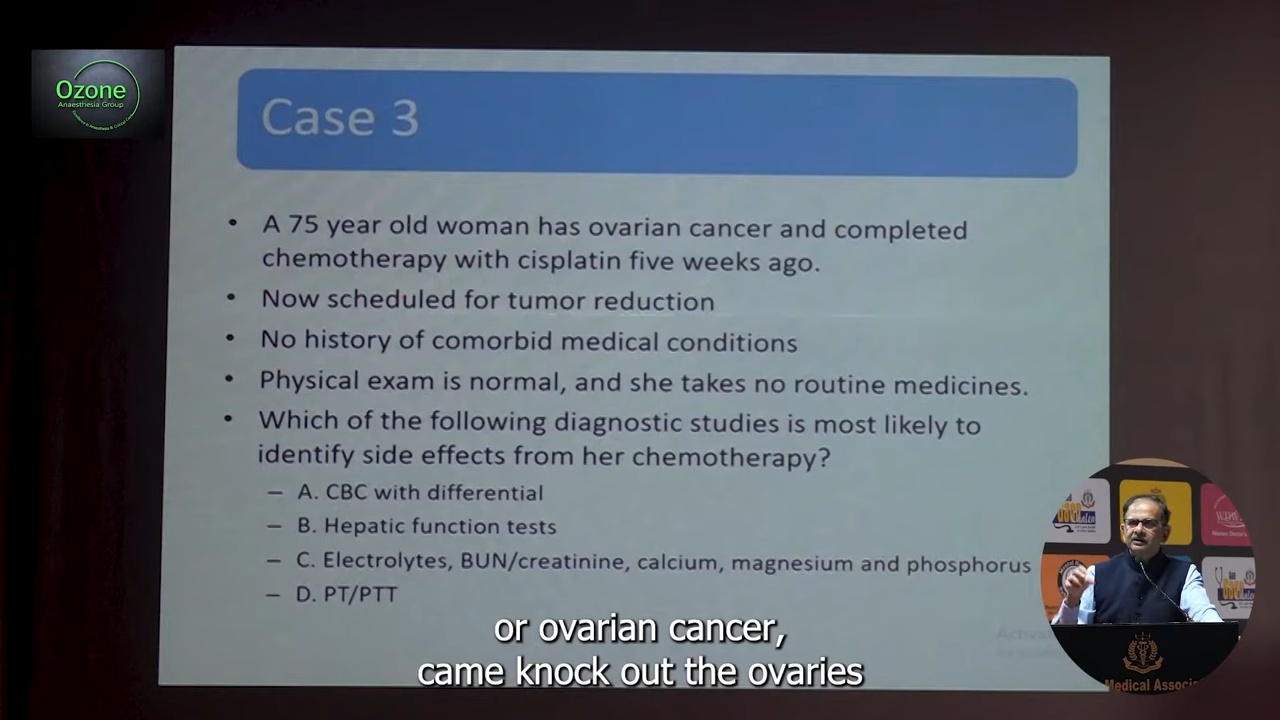 Ozone
Anaesthesia Group
Case 3
• A 75 year old woman has ovarian cancer and completed
chemotherapy with cisplatin five weeks ago.
• Now scheduled for tumor reduction
• No history of comorbid medical conditions
• Physical exam is normal, and she takes no routine medicines.
• Which of the following diagnostic studies is most likely to
identify side effects from her chemotherapy?
– A. CBC with differential
– B. Hepatic function tests
– C. Electrolytes, BUN/creatinine, calcium, magnesium and phosphorus
– D. PT/PTT
or ovarian cancer,
came knock out the ovaries
Medical